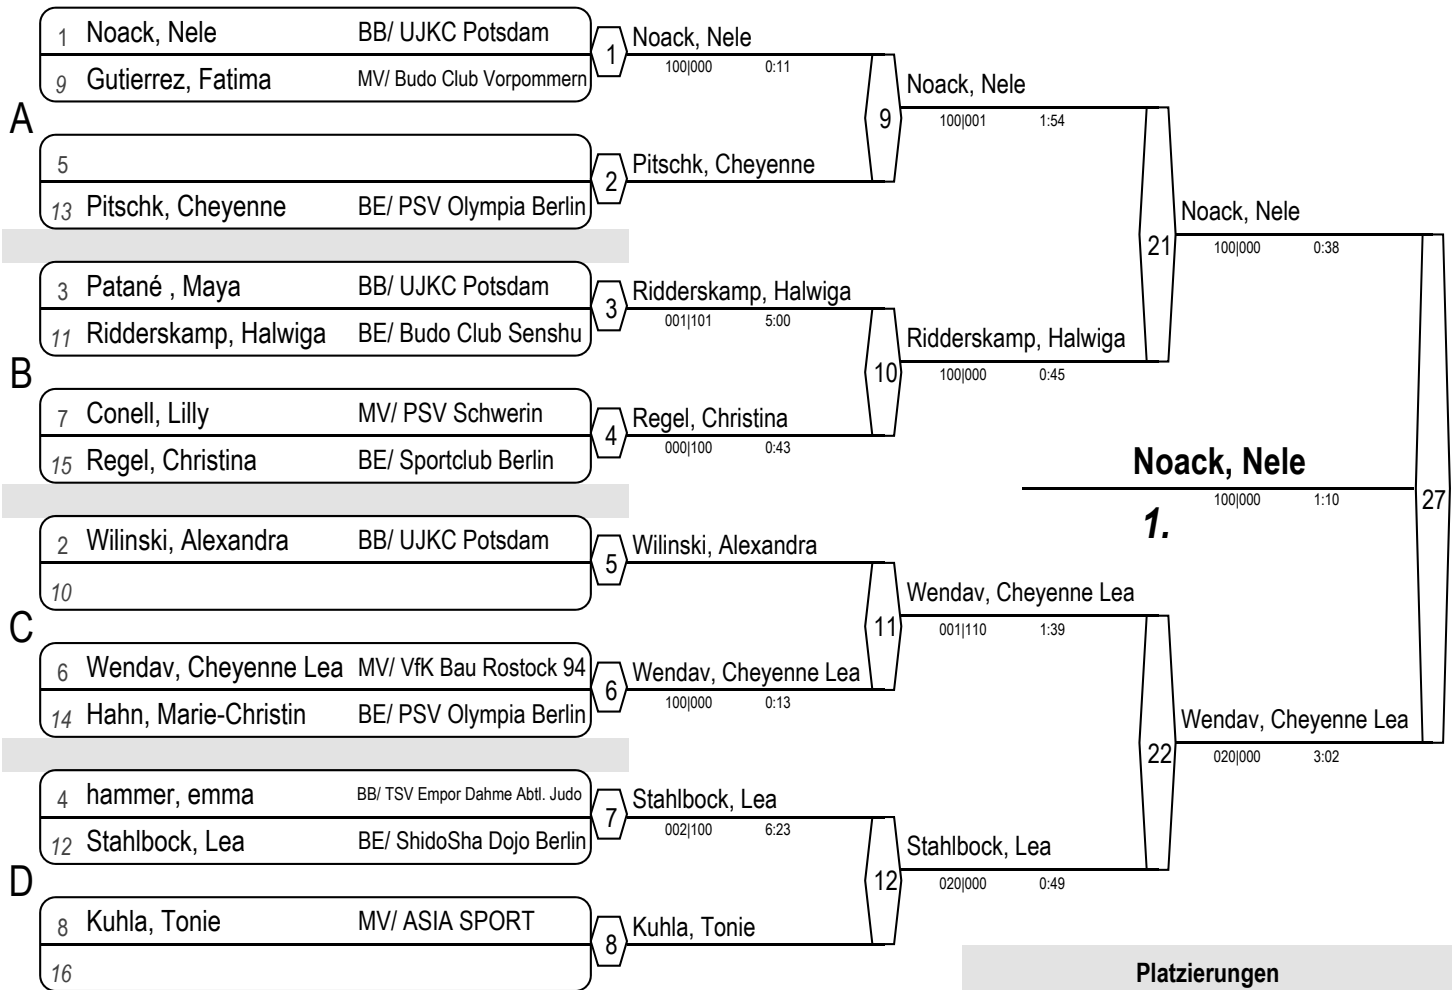 1 Noack, Nele BB/ UJKC Potsdam
9 Gutierrez, Fatima MV/ Budo Club Vorpommern
1 Noack, Nele
100|000 0:11
A
5
13 Pitschk, Cheyenne BE/ PSV Olympia Berlin
2 Pitschk, Cheyenne
9 Noack, Nele
100|001 1:54
3 Patané , Maya BB/ UJKC Potsdam
11 Ridderskamp, Halwiga BE/ Budo Club Senshu
3 Ridderskamp, Halwiga
001|101 5:00
B
7 Conell, Lilly MV/ PSV Schwerin
15 Regel, Christina BE/ Sportclub Berlin
4 Regel, Christina
000|100 0:43
10 Ridderskamp, Halwiga
100|000 0:45
21 Noack, Nele
100|000 0:38
2 Wilinski, Alexandra BB/ UJKC Potsdam
10
5 Wilinski, Alexandra
C
6 Wendav, Cheyenne Lea MV/ VfK Bau Rostock 94
14 Hahn, Marie-Christin BE/ PSV Olympia Berlin
6 Wendav, Cheyenne Lea
100|000 0:13
11 Wendav, Cheyenne Lea
001|110 1:39
4 hammer, emma BB/ TSV Empor Dahme Abtl. Judo
12 Stahlbock, Lea BE/ ShidoSha Dojo Berlin
7 Stahlbock, Lea
002|100 6:23
D
8 Kuhla, Tonie MV/ ASIA SPORT
16
8 Kuhla, Tonie
12 Stahlbock, Lea
020|000 0:49
22 Wendav, Cheyenne Lea
020|000 3:02
27 Noack, Nele
100|000 1:10
1.
Platzierungen